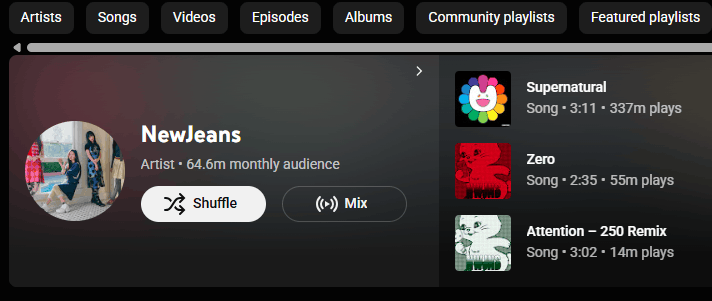 Artists
Songs
Videos
Episodes
Albums
Community playlists
Featured playlists
NewJeans
Artist • 64.6m monthly audience
Shuffle
Mix
Supernatural
Song • 3:11 • 337m plays
Zero
Song • 2:35 • 55m plays
Attention – 250 Remix
Song • 3:02 • 14m plays